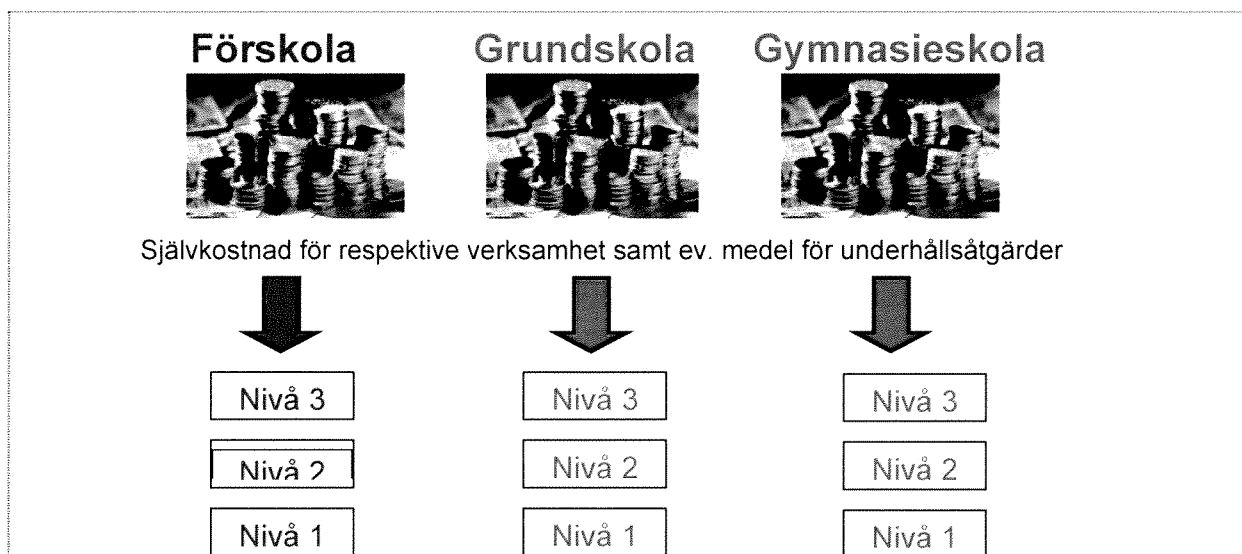 Förskola Grundskola Gymnasieskola
Självkostnad för respektive verksamhet samt ev. medel för underhållsåtgärder
Nivå 3 Nivå 3 Nivå 3
Nivå 2 Nivå 2 Nivå 2
Nivå 1 Nivå 1 Nivå 1